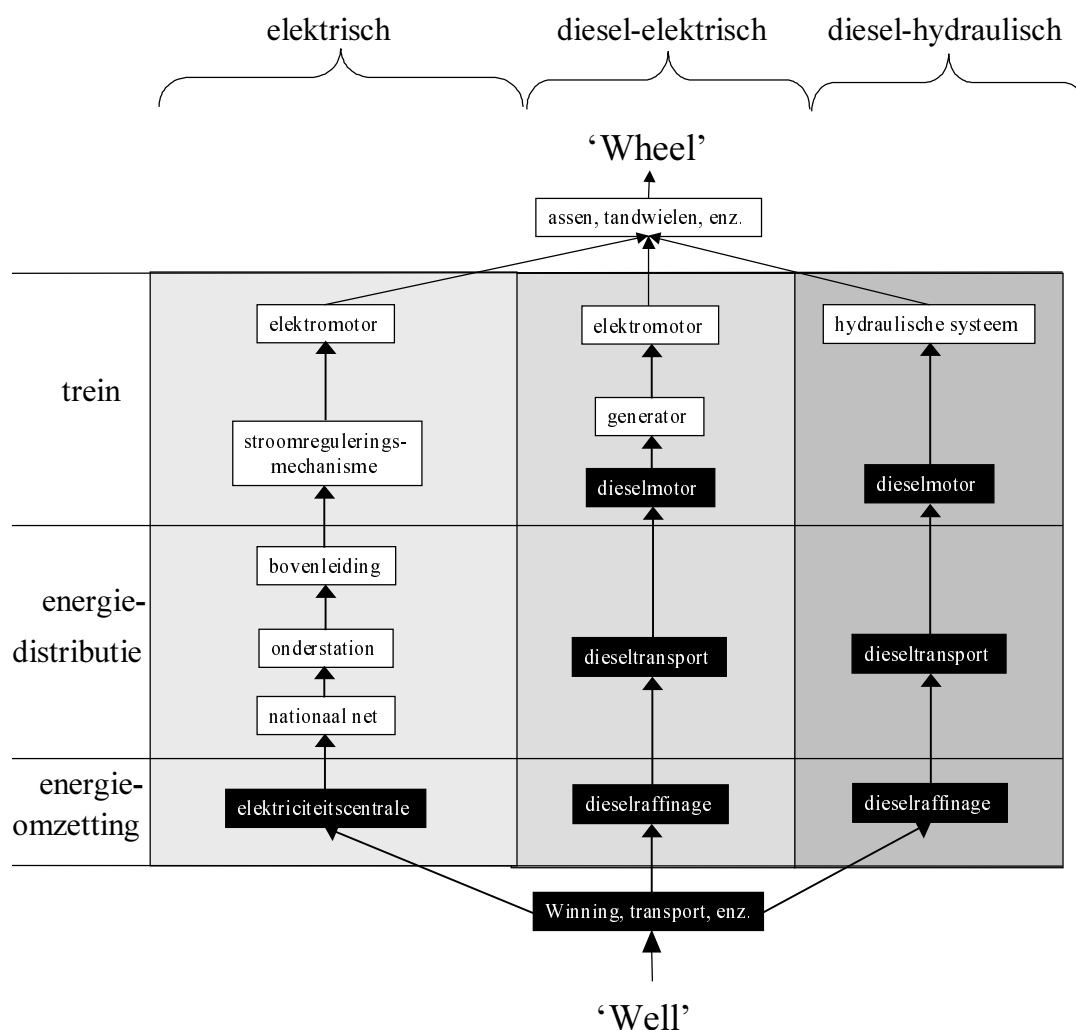 elektrisch
diesel-elektrisch
diesel-hydraulisch
‘Wheel’
assen, tandwielen, enz.
trein
elektromotor
elektromotor
hydraulische systeem
generator
stroomregulerings-
mechanisme
dieselmotor
dieselmotor
energie-
distributie
bovenleiding
onderstation
dieseltransport
dieseltransport
nationaal net
energie-
omzetting
elektriciteitscentrale
dieselraffinage
dieselraffinage
Winning, transport, enz.
‘Well’